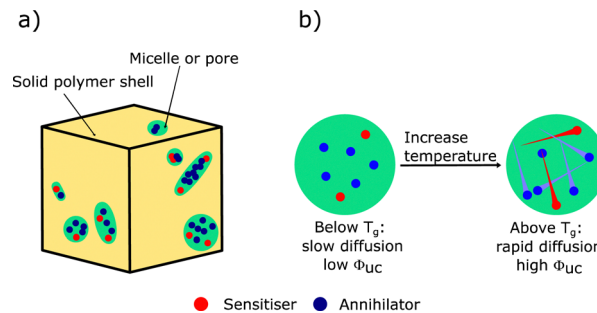 a)
Micelle or pore
Solid polymer shell
b)
Increase
temperature
Below Tg:
slow diffusion
low ΦUC
Above Tg:
rapid diffusion
high ΦUC
Sensitiser
Annihilator